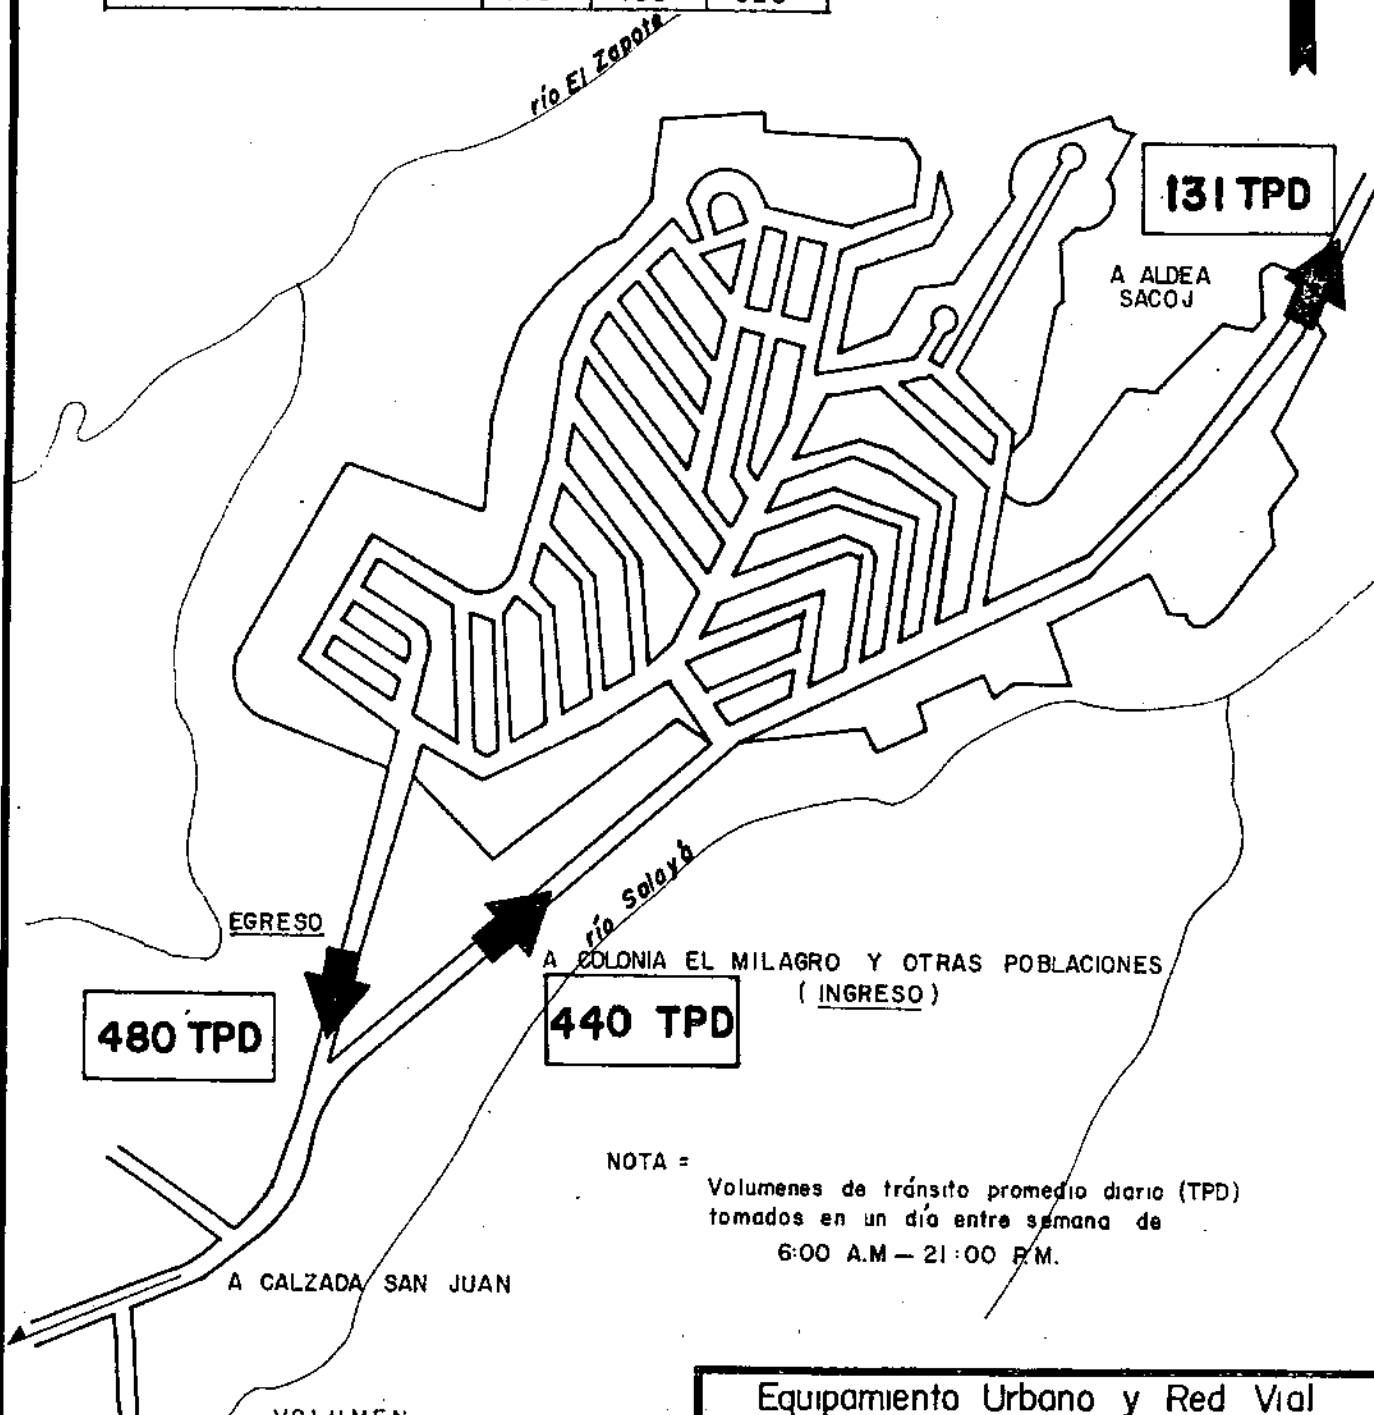 río El Zapote
131 TPD
A ALDEA
SACOJ
río Salayá
EGRESO
A COLONIA EL MILAGRO Y OTRAS POBLACIONES
( INGRESO )
480 TPD
440 TPD
NOTA =
Volumenes de tránsito promedio diario (TPD)
tomados en un día entre semana de
6:00 A.M — 21:00 P.M.
A CALZADA SAN JUAN
Equipamiento Urbano y Red Vial
VOLUMEN